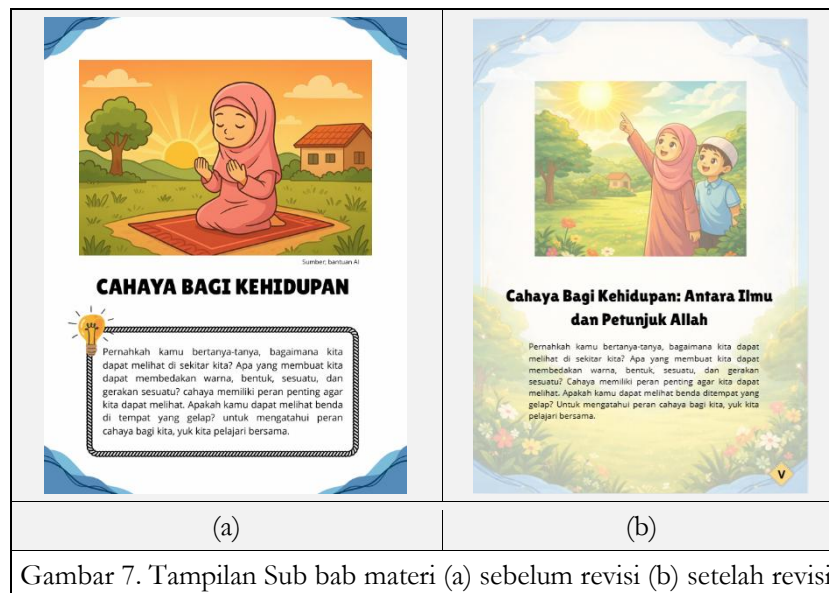 Sumber: bantuan AI
CAHAYA BAGI KEHIDUPAN
Pernahkah kamu bertanya-tanya, bagaimana kita
dapat melihat di sekitar kita? Apa yang membuat kita
dapat membedakan warna, bentuk, sesuatu, dan
gerakan sesuatu? cahaya memiliki peran penting agar
kita dapat melihat. Apakah kamu dapat melihat benda
di tempat yang gelap? untuk mengatahui peran
cahaya bagi kita, yuk kita pelajari bersama.
Cahaya Bagi Kehidupan: Antara Ilmu
dan Petunjuk Allah
Pernahkah kamu bertanya-tanya, bagaimana kita dapat
melihat di sekitar kita? Apa yang membuat kita dapat
membedakan warna, bentuk, sesuatu, dan gerakan
sesuatu? Cahaya memiliki peran penting agar kita dapat
melihat. Apakah kamu dapat melihat benda ditempat yang
gelap? Untuk mengatahui peran cahaya bagi kita, yuk kita
pelajari bersama.
V
(a)
(b)
Gambar 7. Tampilan Sub bab materi (a) sebelum revisi (b) setelah revisi